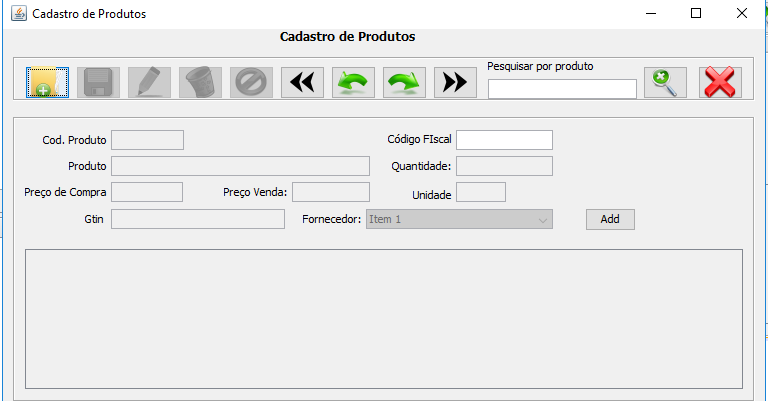 Cadastro de Produtos
Cadastro de Produtos
Pesquisar por produto
Cod. Produto
Código FIscal
Produto
Quantidade:
Preço de Compra
Preço Venda:
Unidade
Gtin
Fornecedor:
Item 1
Add